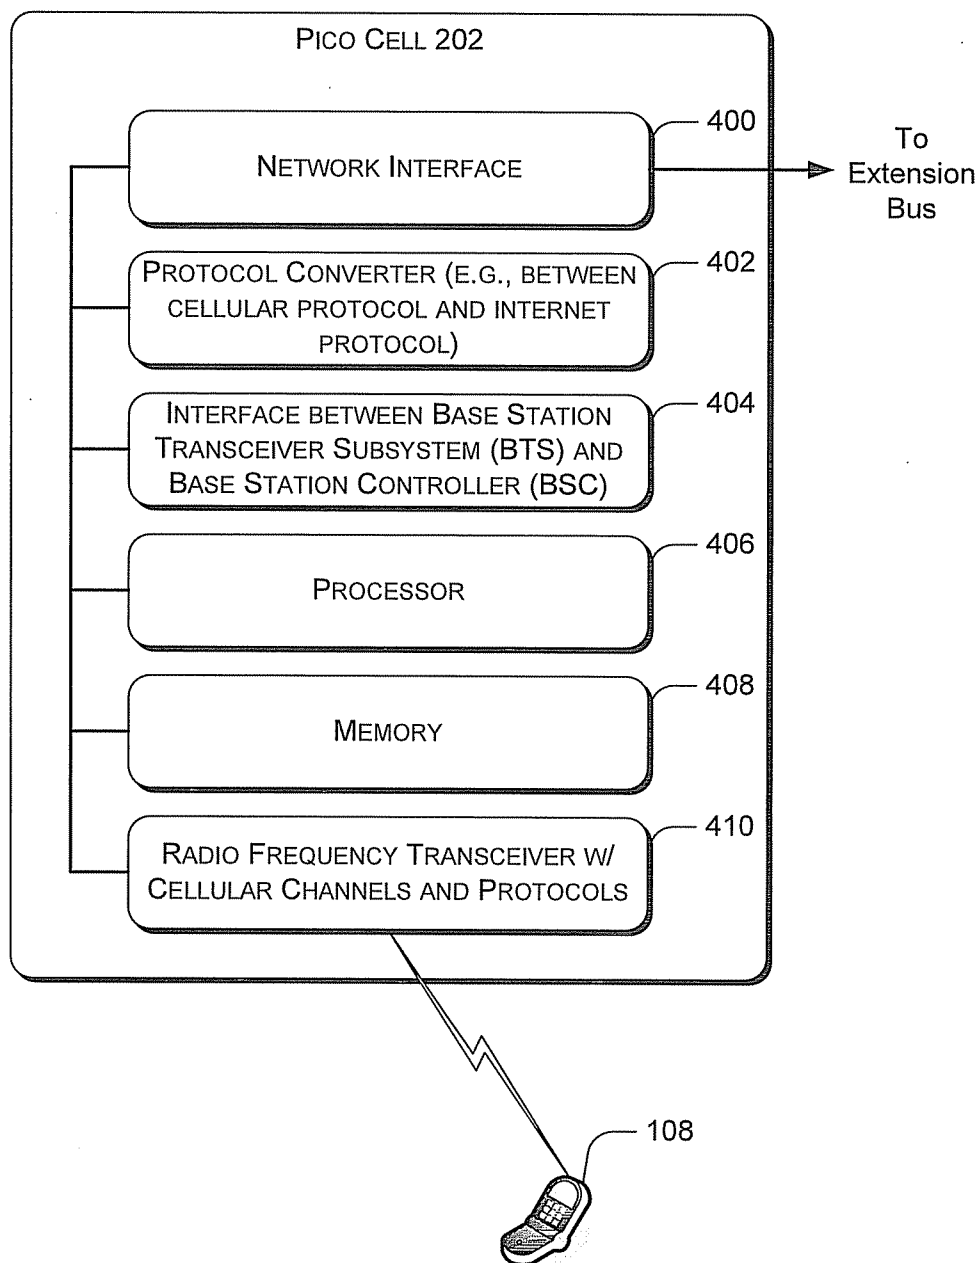 PICO CELL 202
400
NETWORK INTERFACE
To
Extension
Bus
402
PROTOCOL CONVERTER (E.G., BETWEEN
CELLULAR PROTOCOL AND INTERNET
PROTOCOL)
404
INTERFACE BETWEEN BASE STATION
TRANSCEIVER SUBSYSTEM (BTS) AND
BASE STATION CONTROLLER (BSC)
406
PROCESSOR
408
MEMORY
410
RADIO FREQUENCY TRANSCEIVER W/
CELLULAR CHANNELS AND PROTOCOLS
108